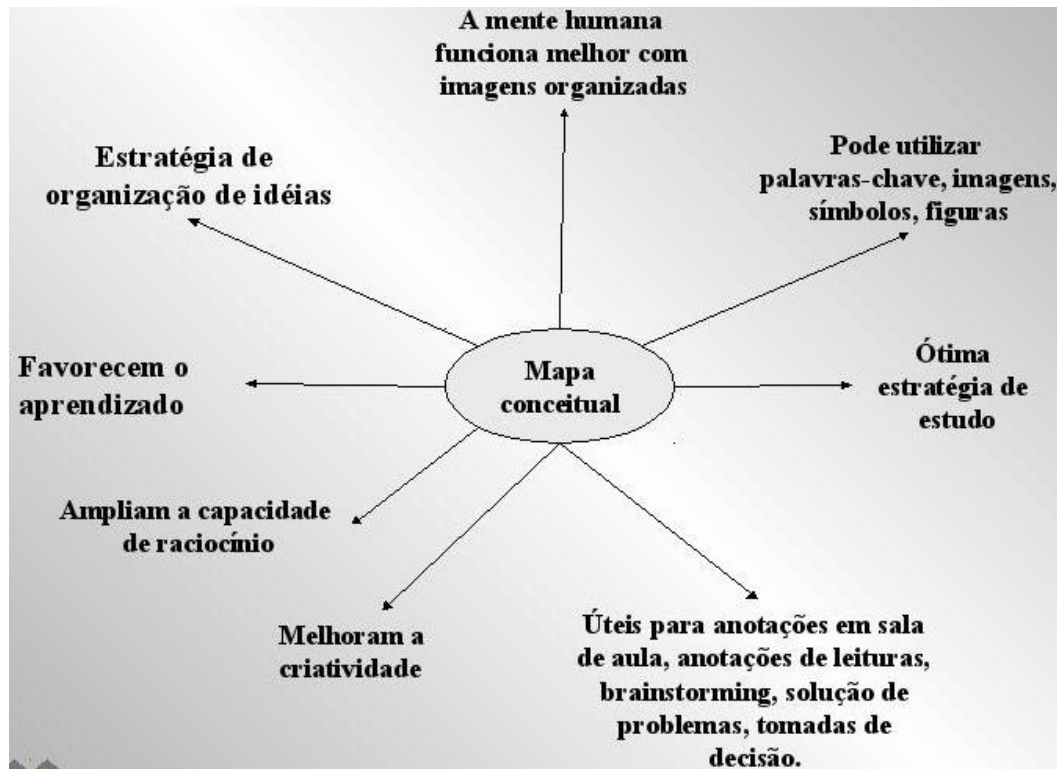 A mente humana
funciona melhor com
imagens organizadas
Estratégia de
organização de idéias
Pode utilizar
palavras-chave, imagens,
símbolos, figuras
Favorecem o
aprendizado
Mapa
conceitual
Ótima
estratégia de
estudo
Ampliam a capacidade
de raciocínio
Melhoram a
criatividade
Úteis para anotações em sala
de aula, anotações de leituras,
brainstorming, solução de
problemas, tomadas de
decisão.